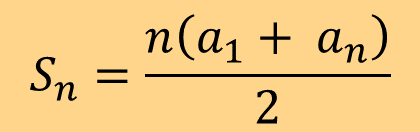 Sₙ = n(a₁ + aₙ) / 2